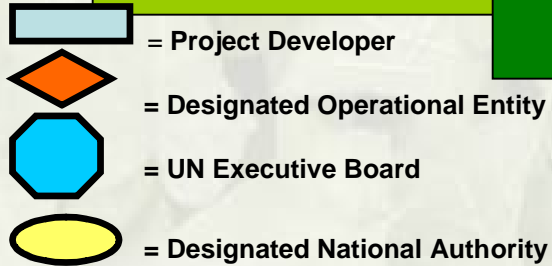 = Project Developer
= Designated Operational Entity
= UN Executive Board
= Designated National Authority